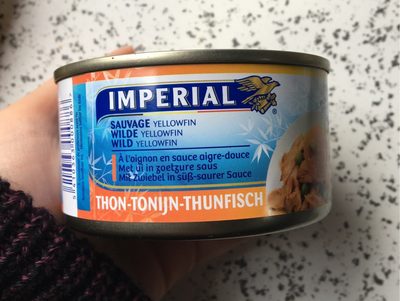 IMPERIAL
®
SAUVAGE YELLOWFIN
WILDE YELLOWFIN
WILD YELLOWFIN
À l'oignon en sauce aigre-douce
Met ui in zoetzure saus
Mit Zwiebel in süß-saurer Sauce
THON-TONIJN-THUNFISCH